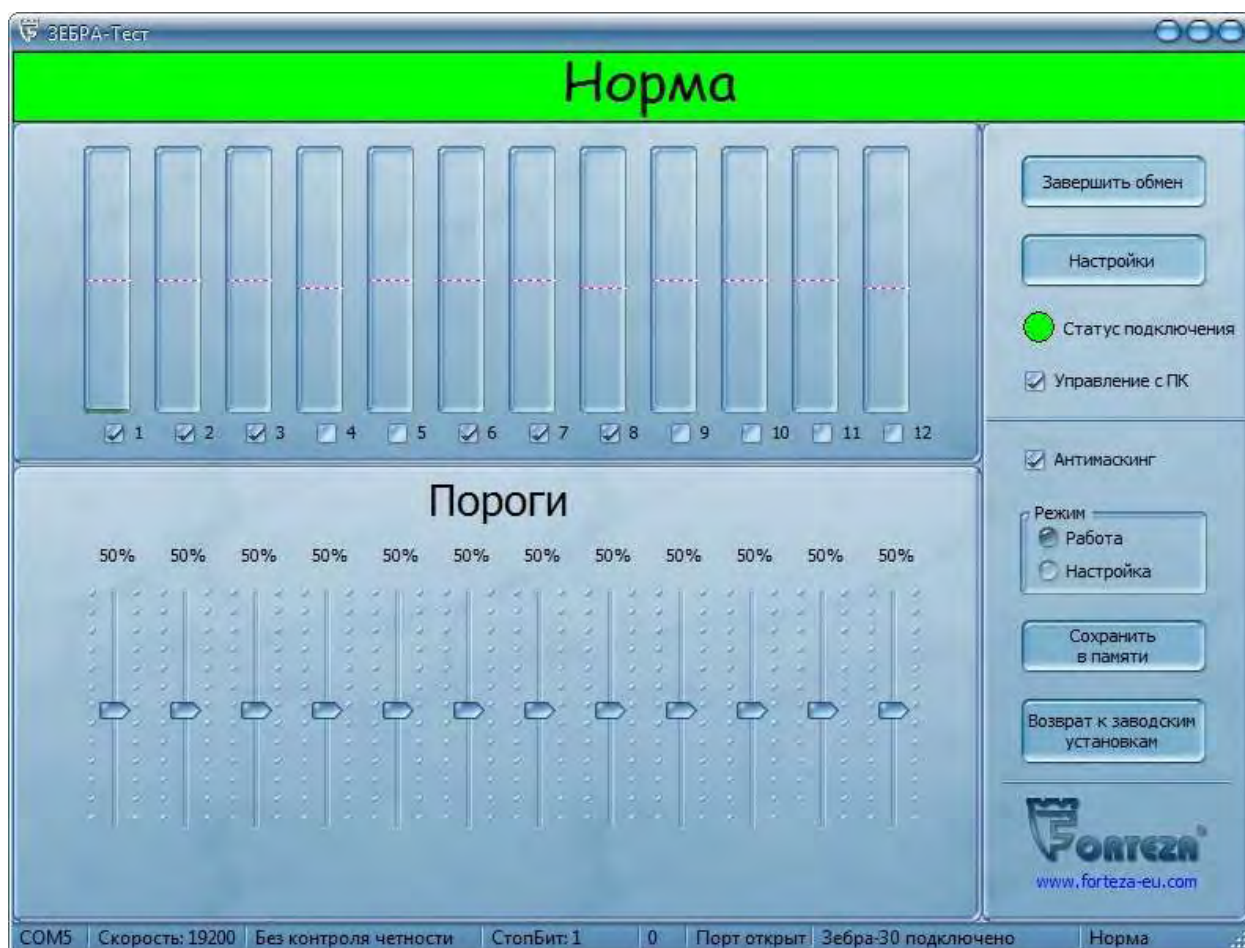 ЗЕБРА-Тест
Норма
1 2 3 4 5 6 7 8 9 10 11 12
Пороги
50% 50% 50% 50% 50% 50% 50% 50% 50% 50% 50% 50%
Завершить обмен
Настройки
Статус подключения
Управление с ПК
Антимаскинг
Режим
Работа
Настройка
Сохранить
в памяти
Возврат к заводским
установкам
FORTEZA
www.forteza-eu.com
COM5 Скорость: 19200 Без контроля четности СтопБит: 1 0 Порт открыт Зебра-30 подключено Норма